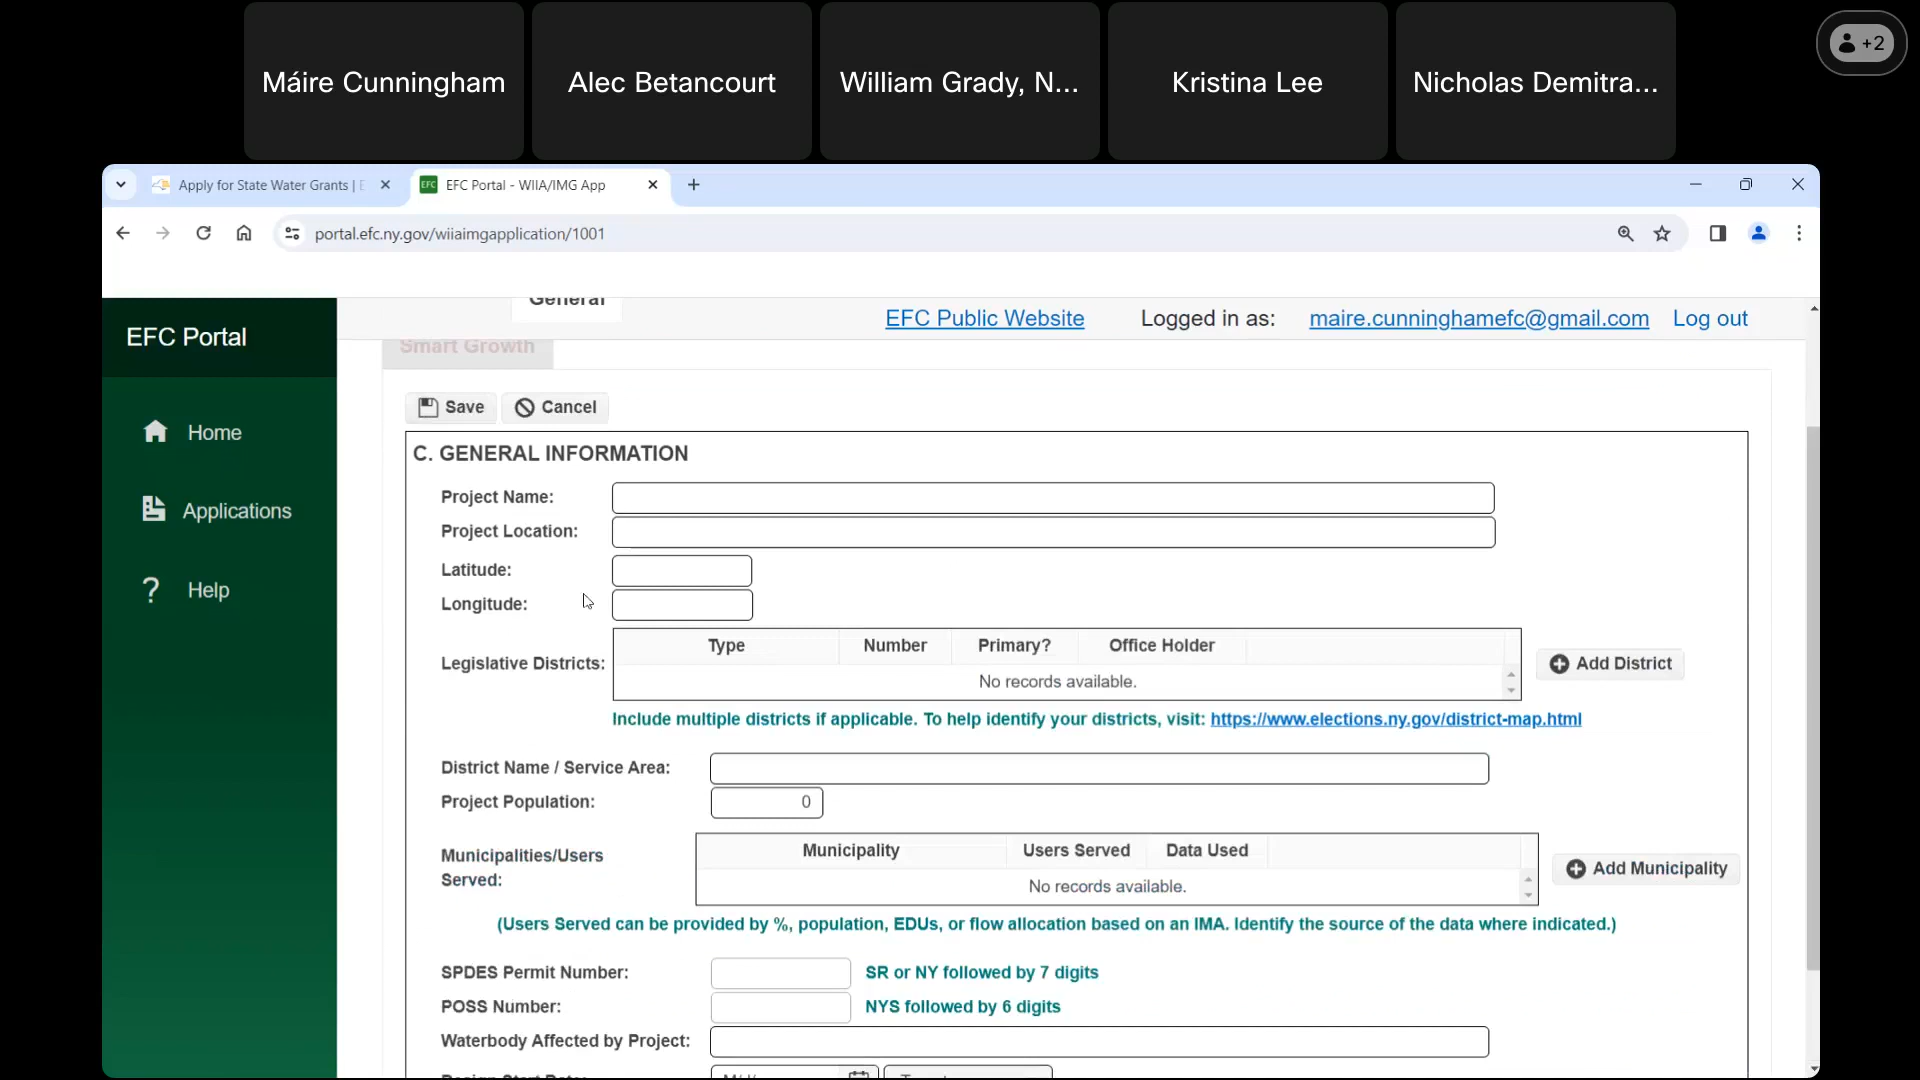 Máire Cunningham
Alec Betancourt
William Grady, N...
Kristina Lee
Nicholas Demitra...
+2
Apply for State Water Grants |
EFC Portal - WIIA/IMG App
portal.efc.ny.gov/wiiaimgapplication/1001
EFC Portal
General
EFC Public Website
Logged in as:
maire.cunninghamefc@gmail.com
Log out
Smart Growth
Home
Applications
Help
Save
Cancel
C. GENERAL INFORMATION
Project Name:
Project Location:
Latitude:
Longitude:
Legislative Districts:
Type Number Primary? Office Holder
No records available.
Add District
Include multiple districts if applicable. To help identify your districts, visit: https://www.elections.ny.gov/district-map.html
District Name / Service Area:
Project Population: 0
Municipalities/Users
Served:
Municipality Users Served Data Used
No records available.
Add Municipality
(Users Served can be provided by %, population, EDUs, or flow allocation based on an IMA. Identify the source of the data where indicated.)
SPDES Permit Number: SR or NY followed by 7 digits
POSS Number: NYS followed by 6 digits
Waterbody Affected by Project:
Design Start Date: